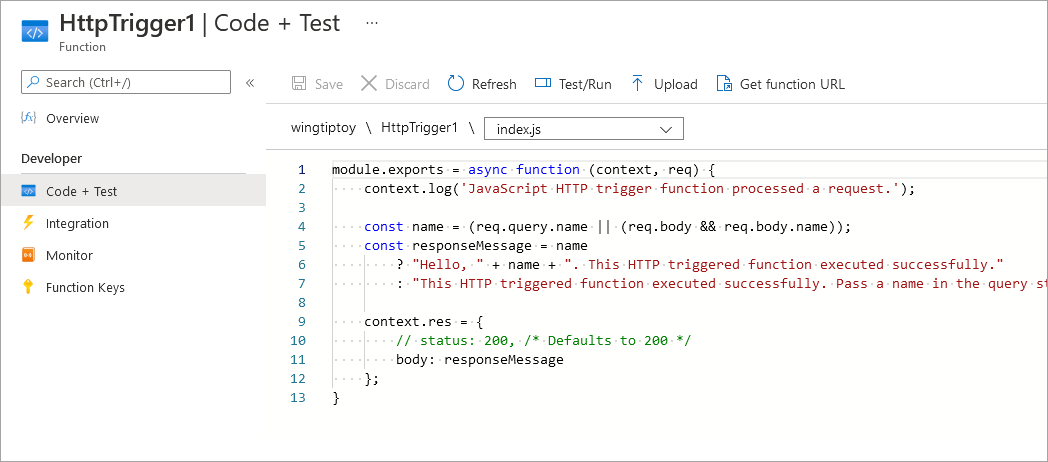 HttpTrigger1 | Code + Test ...
Function
Search (Ctrl+/)
«
Overview
Developer
Code + Test
Integration
Monitor
Function Keys
Save Discard Refresh Test/Run Upload Get function URL
wingtiptoy \ HttpTrigger1 \ index.js
1 module.exports = async function (context, req) {
2     context.log('JavaScript HTTP trigger function processed a request.');
3
4     const name = (req.query.name || (req.body && req.body.name));
5     const responseMessage = name
6         ? "Hello, " + name + ". This HTTP triggered function executed successfully."
7         : "This HTTP triggered function executed successfully. Pass a name in the query st
8
9     context.res = {
10         // status: 200, /* Defaults to 200 */
11         body: responseMessage
12     };
13 }